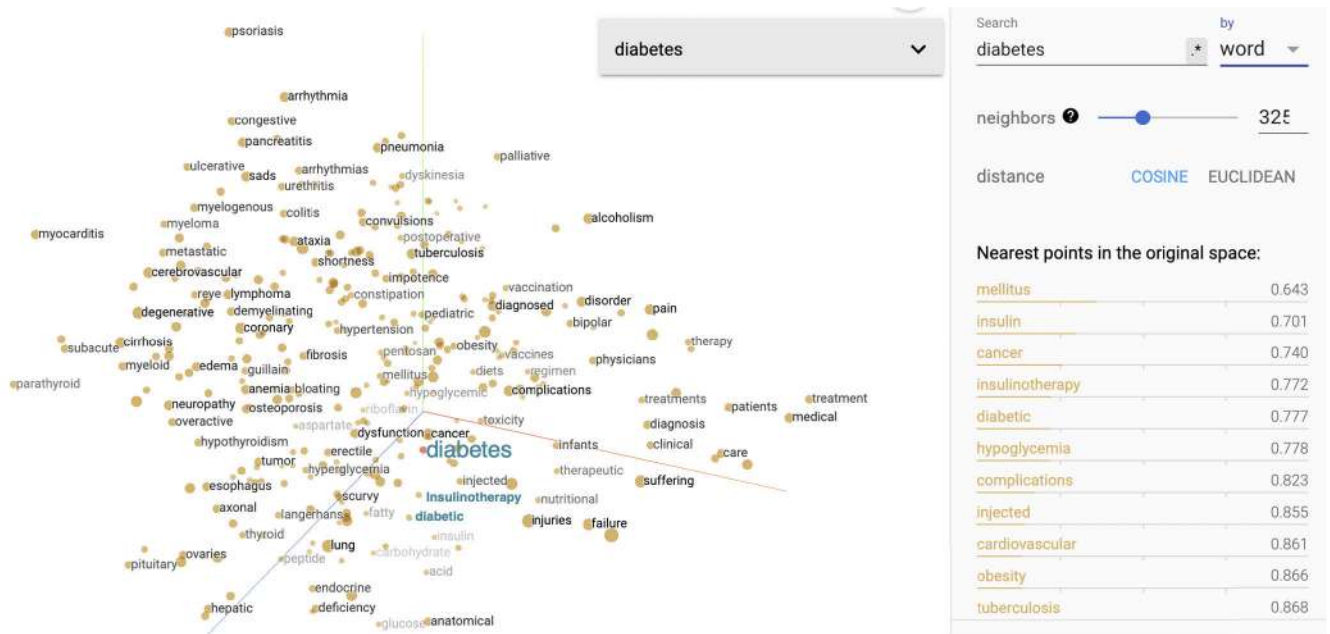 psoriasis
diabetes
arrhythmia
congestive
pancreatitis
pneumonia
palliative
ulcerative
sads
arrhythmias
dyskinesia
urethritis
myelogenous
colitis
convulsions
alcoholism
myeloma
myocarditis
ataxia
postoperative
metastatic
shortness
tuberculosis
cerebrovascular
impotence
vaccination
reye
lymphoma
constipation
diagnosed
disorder
pain
degenerative
demyelinating
pediatric
bipolar
coronary
hypertension
subacute
cirrhosis
obesity
therapy
fibrosis
pentosan
vaccines
physicians
myeloid
edema
guillain
mellitus
diets
regimen
parathyroid
anemia
bloating
hypoglycemic
complications
neuropathy
osteoporosis
riboflavin
treatments
patients
treatment
overactive
aspartate
toxicity
medical
dysfunction
cancer
diagnosis
hypothyroidism
erectile
diabetes
infants
clinical
care
tumor
hyperglycemia
therapeutic
esophagus
scurvy
injected
suffering
Insulinotherapy
nutritional
axonal
langerhans
fatty
diabetic
injuries
failure
thyroid
insulin
lung
carbohydrate
pituitary
ovaries
peptide
acid
endocrine
hepatic
deficiency
glucose
anatomical
Search
by
diabetes
.*
word
neighbors ?
325
distance
COSINE
EUCLIDEAN
Nearest points in the original space:
mellitus 0.643
insulin 0.701
cancer 0.740
insulinotherapy 0.772
diabetic 0.777
hypoglycemia 0.778
complications 0.823
injected 0.855
cardiovascular 0.861
obesity 0.866
tuberculosis 0.868